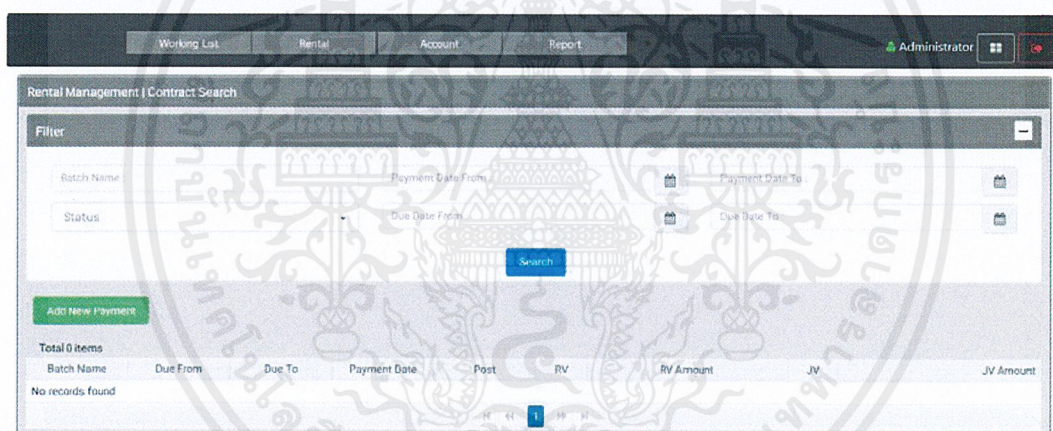 Working List Rental Account Report Administrator
Rental Management | Contract Search
Filter
Batch Name Payment Date From Payment Date To
Status Due Date From Due Date To
Search
Add New Payment
Total 0 items
Batch Name Due From Due To Payment Date Post RV RV Amount JV JV Amount
No records found
1